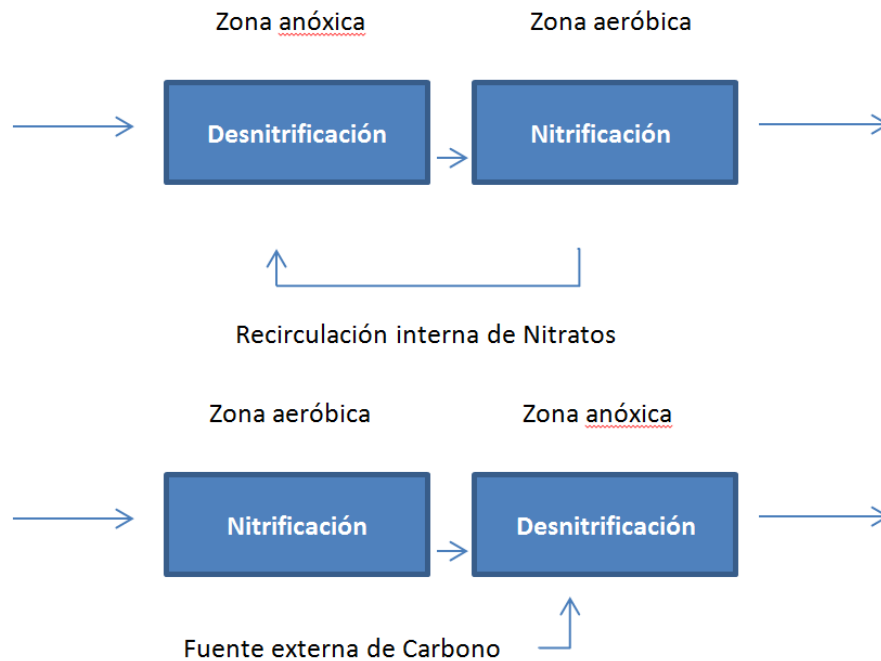 Zona anóxica
Zona aeróbica
Desnitrificación
Nitrificación
Recirculación interna de Nitratos
Zona aeróbica
Zona anóxica
Nitrificación
Desnitrificación
Fuente externa de Carbono